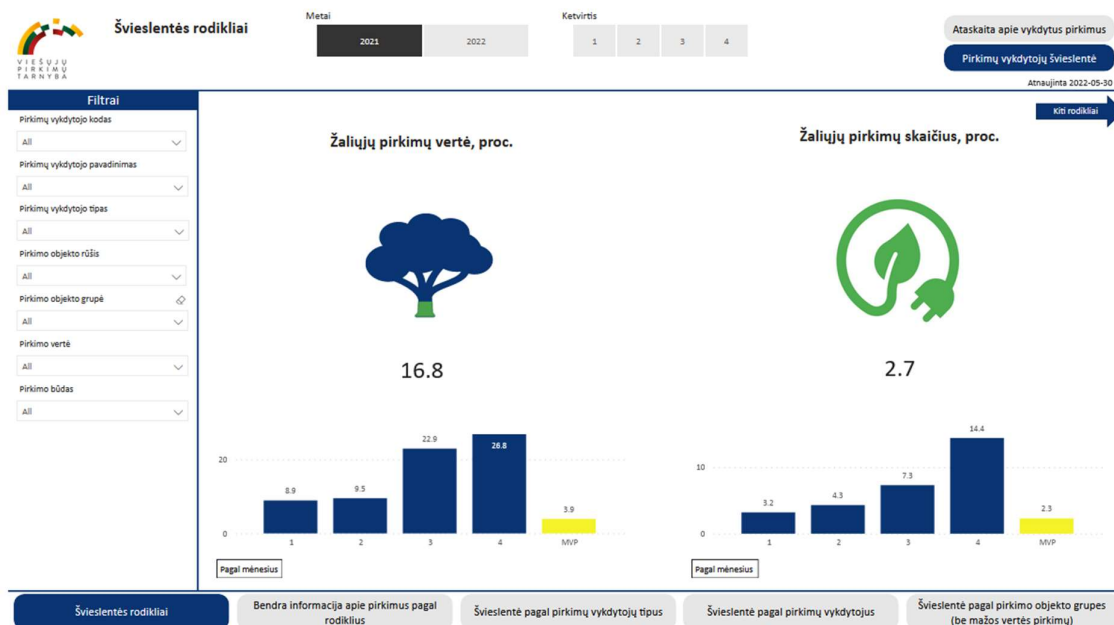 VIEŠŲJŲ
PIRKIMŲ
TARNYBA
Švieslentės rodikliai
Metai
2021
2022
Ketvirtis
1
2
3
4
Ataskaita apie vykdytus pirkimus
Pirkimų vykdytojų švieslentė
Atnaujinta 2022-05-30
Kiti rodikliai
Filtrai
Pirkimų vykdytojo kodas
All
Pirkimų vykdytojo pavadinimas
All
Pirkimų vykdytojo tipas
All
Pirkimo objekto rūšis
All
Pirkimo objekto grupė
All
Pirkimo vertė
All
Pirkimo būdas
All
Žaliųjų pirkimų vertė, proc.
16.8
20
0
8.9
9.5
22.9
26.8
3.9
1
2
3
4
MVP
Pagal mėnesius
Žaliųjų pirkimų skaičius, proc.
2.7
10
0
3.2
4.3
7.3
14.4
2.3
1
2
3
4
MVP
Pagal mėnesius
Švieslentės rodikliai
Bendra informacija apie pirkimus pagal
rodiklius
Švieslentė pagal pirkimų vykdytojų tipus
Švieslentė pagal pirkimų vykdytojus
Švieslentė pagal pirkimo objekto grupes
(be mažos vertės pirkimų)